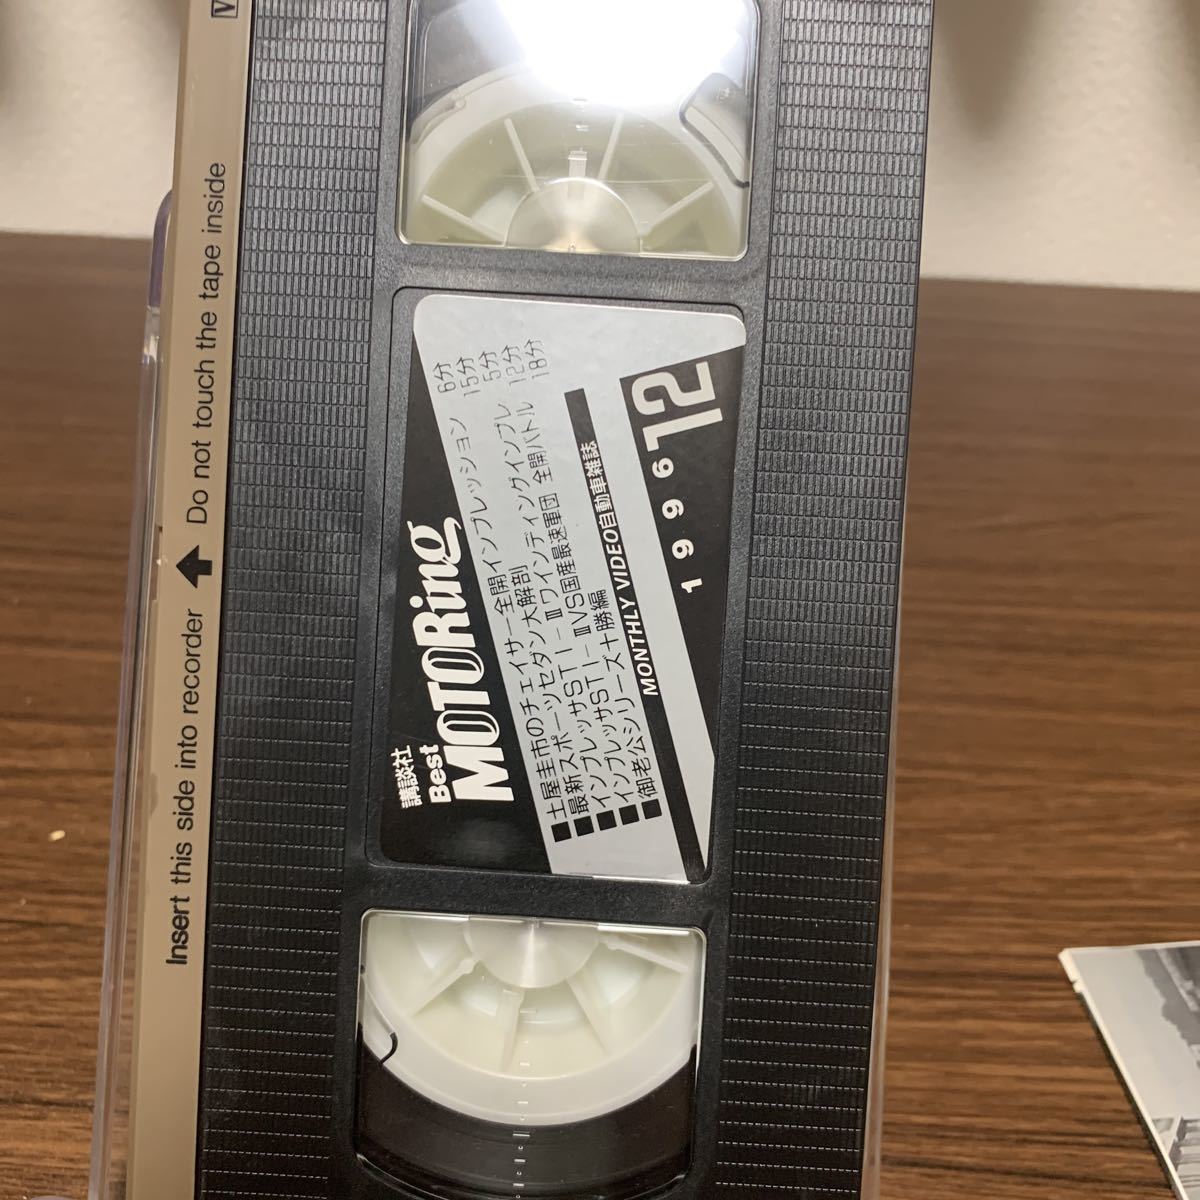 Insert this side into recorder ↑ Do not touch the tape inside
講談社
Best
MOTORing
■土屋圭市のチェイサー全開インプレッション 6分
■最新スポーツセダン大解剖 15分
■インプレッサSTI-Ⅲワインディングインプレ 5分
■インプレッサSTI-ⅢVS国産最速軍団 全開バトル 12分
■御老公シリーズ十勝編 18分
MONTHLY VIDEO自動車雑誌
1996 12